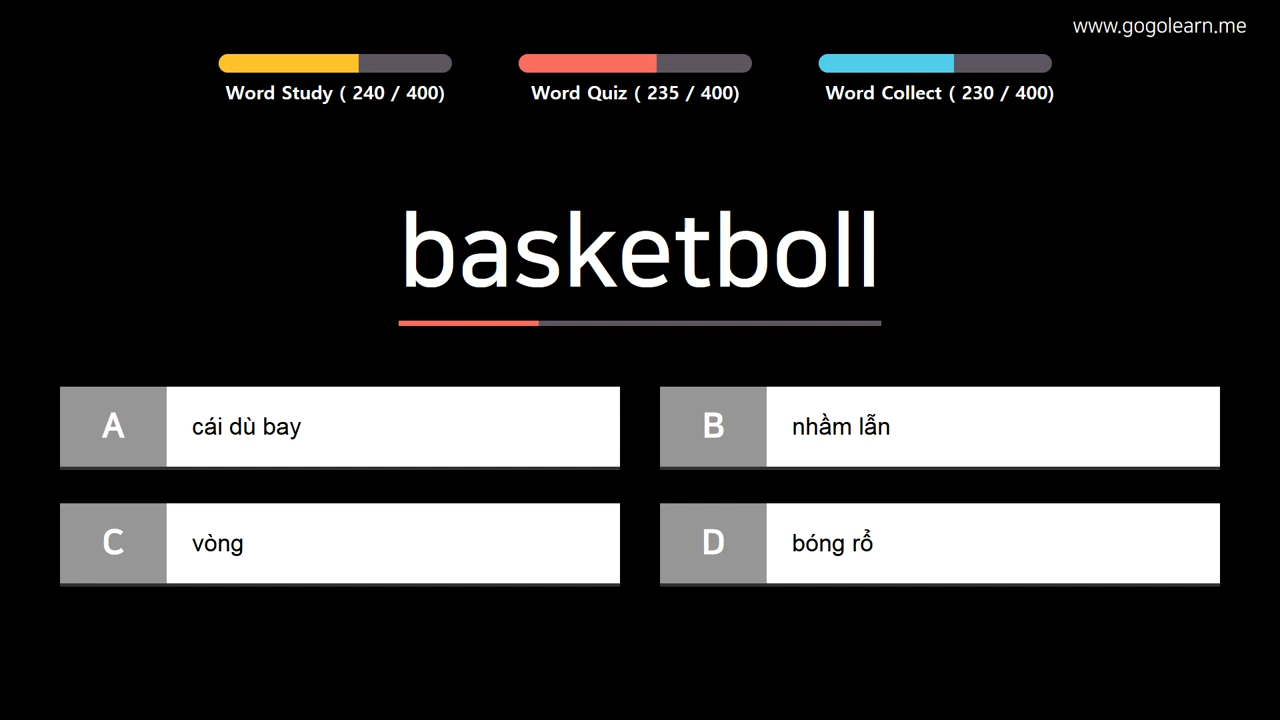 www.gogolearn.me
Word Study ( 240 / 400)
Word Quiz ( 235 / 400)
Word Collect ( 230 / 400)
basketboll
A cái dù bay
B nhầm lẫn
C vòng
D bóng rổ